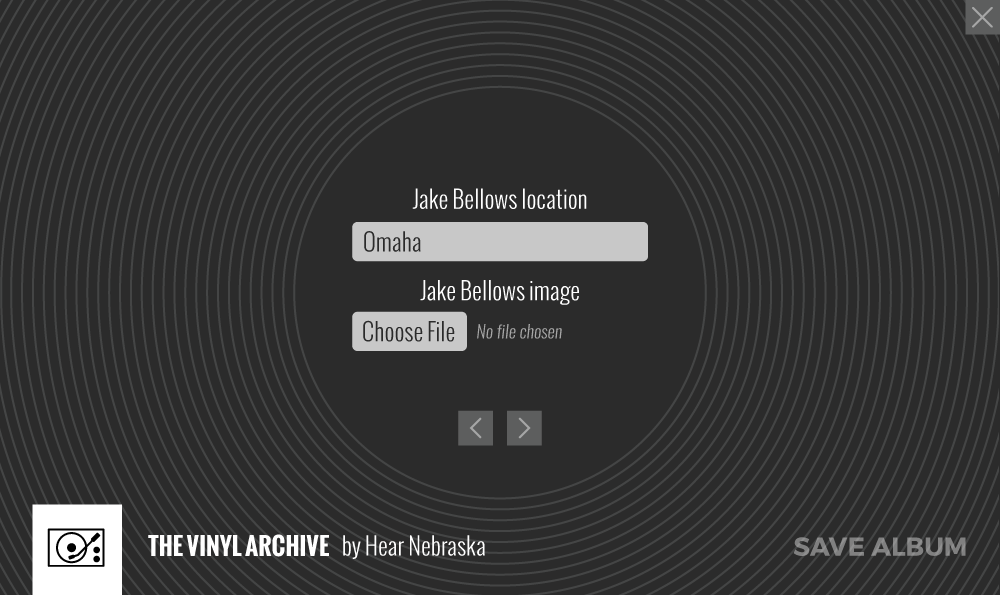 Jake Bellows location
Omaha
Jake Bellows image
Choose File No file chosen
THE VINYL ARCHIVE by Hear Nebraska
SAVE ALBUM